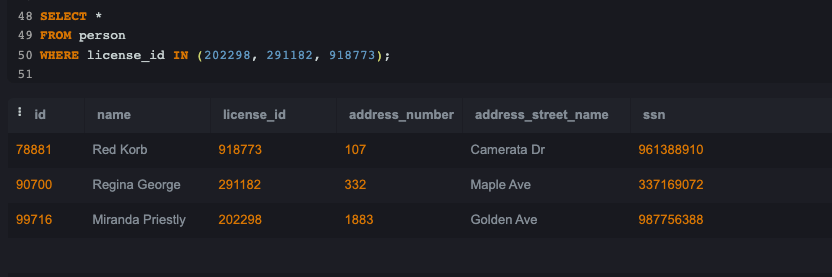 48 SELECT *
49 FROM person
50 WHERE license_id IN (202298, 291182, 918773);
51
id name license_id address_number address_street_name ssn
78881 Red Korb 918773 107 Camerata Dr 961388910
90700 Regina George 291182 332 Maple Ave 337169072
99716 Miranda Priestly 202298 1883 Golden Ave 987756388